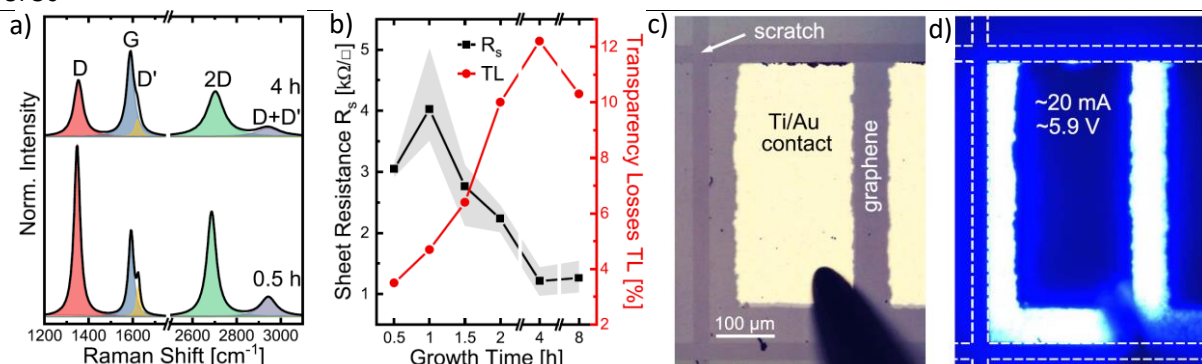 a)
D
G
D'
2D
D+D'
4 h
0.5 h
Norm. Intensity
1200 1400 1600 2600 2800 3000
Raman Shift [cm⁻¹]
b)
Rₛ
TL
Sheet Resistance Rₛ [kΩ/□]
5
4
3
2
1
0.5 1 1.5 2 4 8
Growth Time [h]
12
10
8
6
4
2
Transparency Losses TL [%]
c)
scratch
Ti/Au
contact
graphene
100 µm
d)
~20 mA
~5.9 V